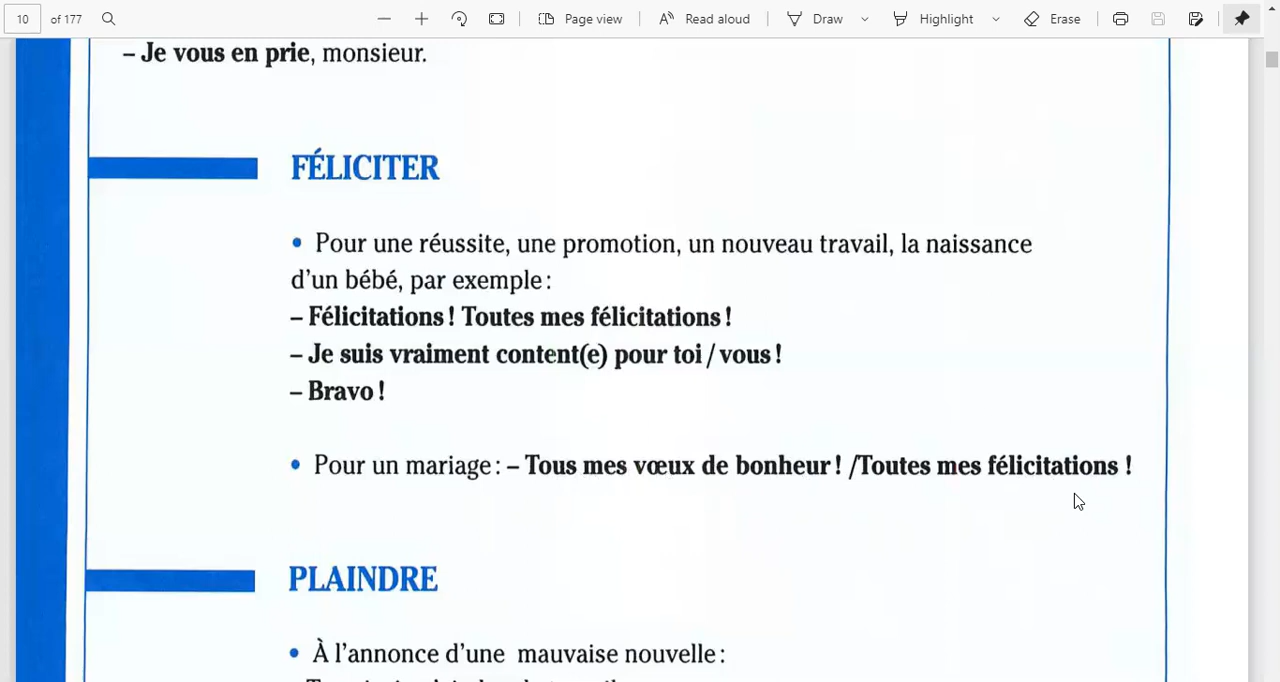 10 of 177 Page view Read aloud Draw Highlight Erase
– Je vous en prie, monsieur.
FÉLICITER
• Pour une réussite, une promotion, un nouveau travail, la naissance
d'un bébé, par exemple :
– Félicitations ! Toutes mes félicitations !
– Je suis vraiment content(e) pour toi / vous !
– Bravo !
• Pour un mariage : – Tous mes vœux de bonheur ! /Toutes mes félicitations !
PLAINDRE
• À l'annonce d'une mauvaise nouvelle :